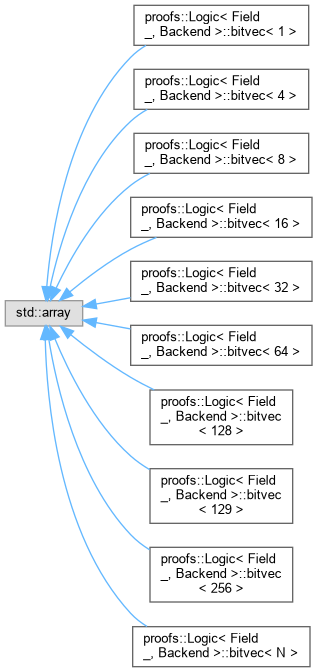 proofs::Logic< Field
_, Backend >::bitvec< 1 >
proofs::Logic< Field
_, Backend >::bitvec< 4 >
proofs::Logic< Field
_, Backend >::bitvec< 8 >
proofs::Logic< Field
_, Backend >::bitvec< 16 >
proofs::Logic< Field
_, Backend >::bitvec< 32 >
std::array
proofs::Logic< Field
_, Backend >::bitvec< 64 >
proofs::Logic< Field
_, Backend >::bitvec
< 128 >
proofs::Logic< Field
_, Backend >::bitvec
< 129 >
proofs::Logic< Field
_, Backend >::bitvec
< 256 >
proofs::Logic< Field
_, Backend >::bitvec< N >